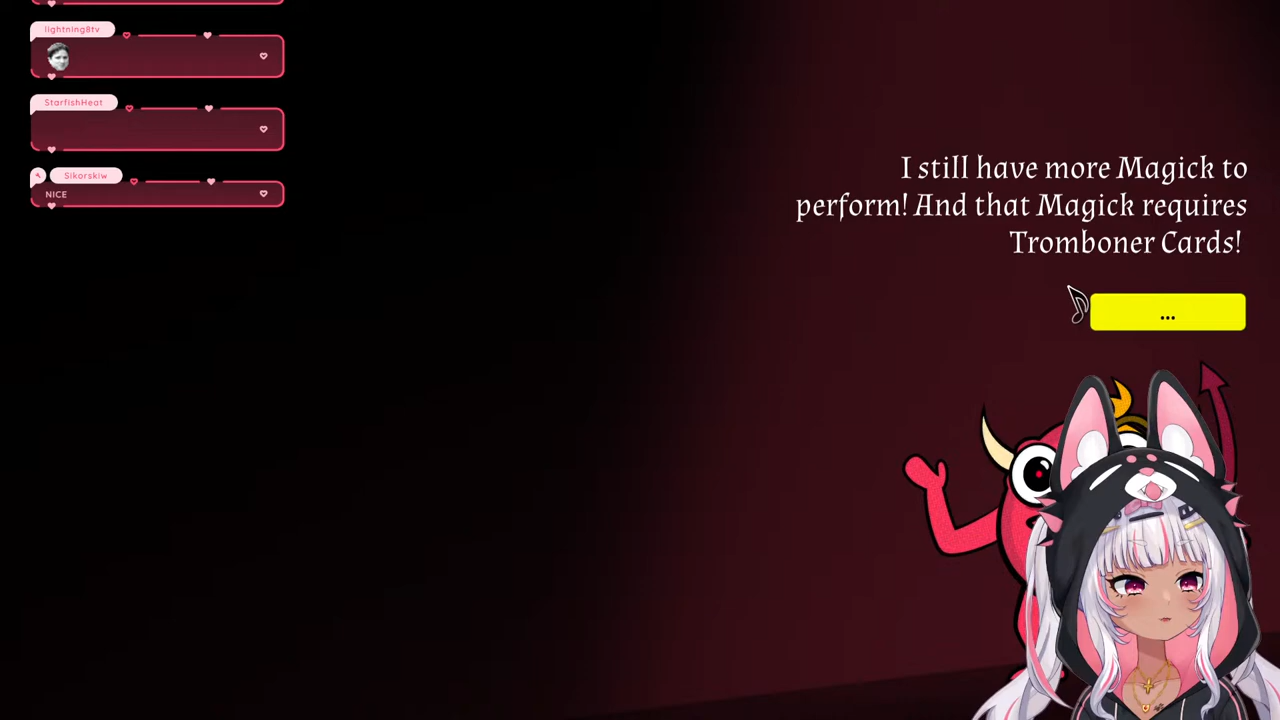 lightning8tv
StarfishHeat
Sikorskiw
NICE
I still have more Magick to
perform! And that Magick requires
Tromboner Cards!
...